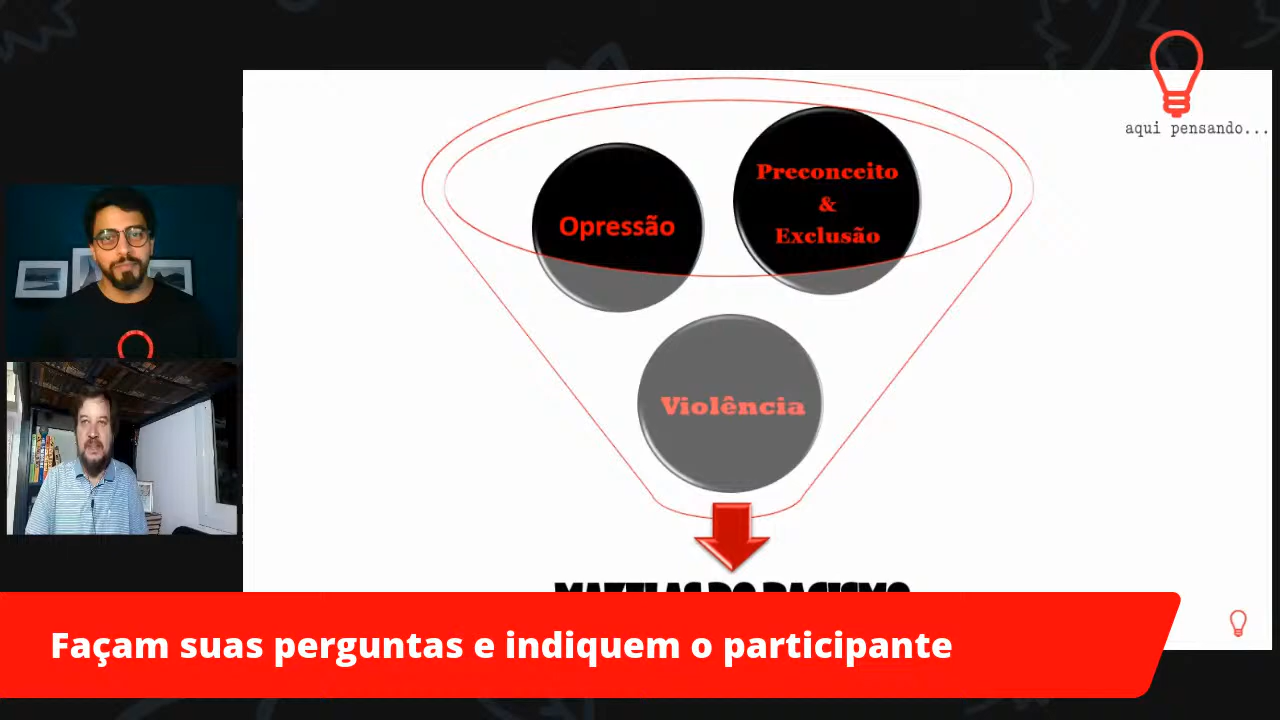 aqui pensando...
Preconceito
&
Exclusão
Opressão
Violência
Façam suas perguntas e indiquem o participante